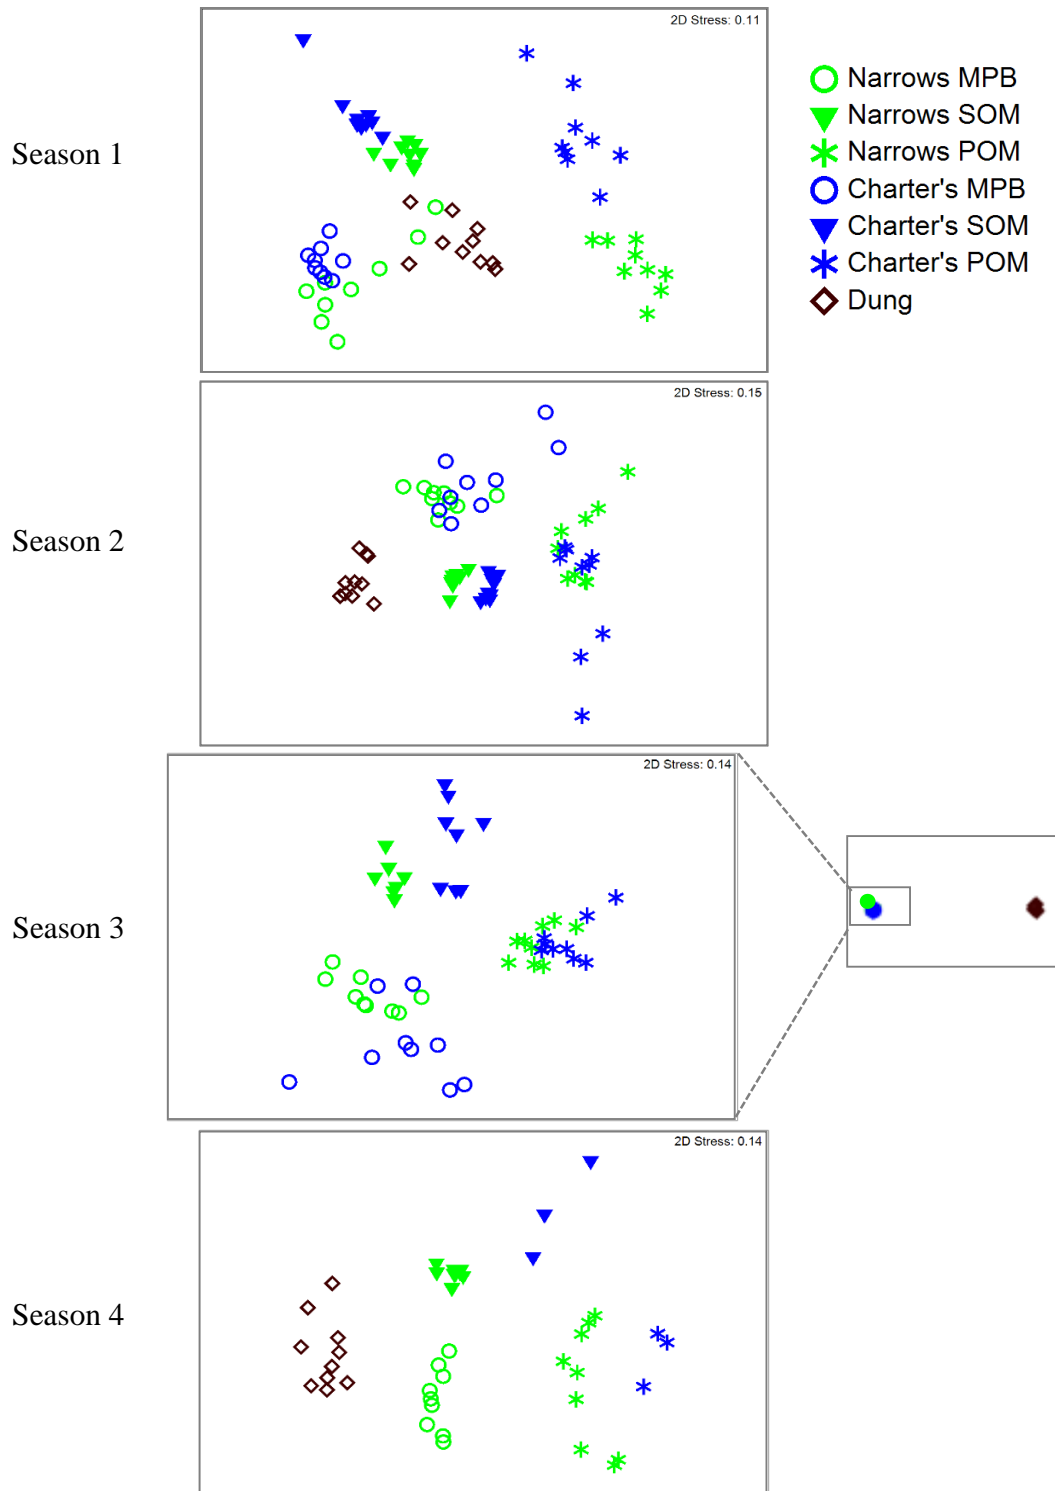 2D Stress: 0.11
Narrows MPB
Narrows SOM
Season 1
Narrows POM
Charter's MPB
Charter's SOM
Charter's POM
Dung
2D Stress: 0.15
Season 2
2D Stress: 0.14
Season 3
2D Stress: 0.14
Season 4